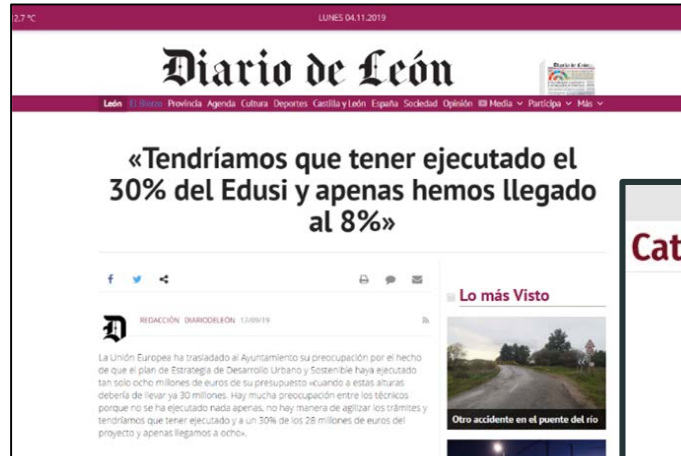 2.7 ºC
LUNES 04.11.2019
Diario de León
León El Bierzo Provincia Agenda Cultura Deportes Castilla y León España Sociedad Opinión Media Participa Más
«Tendríamos que tener ejecutado el
30% del Edusi y apenas hemos llegado
al 8%»
Cat
Lo más Visto
REDACCIÓN DIARIODELEÓN
La Unión Europea ha trasladado al Ayuntamiento su preocupación por el hecho
de que el plan de Estrategia de Desarrollo Urbano y Sostenible haya ejecutado
tan solo ocho millones de euros de su presupuesto «cuando a estas alturas
debería de llevar ya 30 millones. Hay mucha preocupación entre los técnicos
porque no se ha ejecutado nada apenas, no hay manera de agilizar los trámites y
tendríamos que tener ejecutado y a un 30% de los 28 millones de euros del
proyecto y apenas llegamos a ocho».
Otro accidente en el puente del río